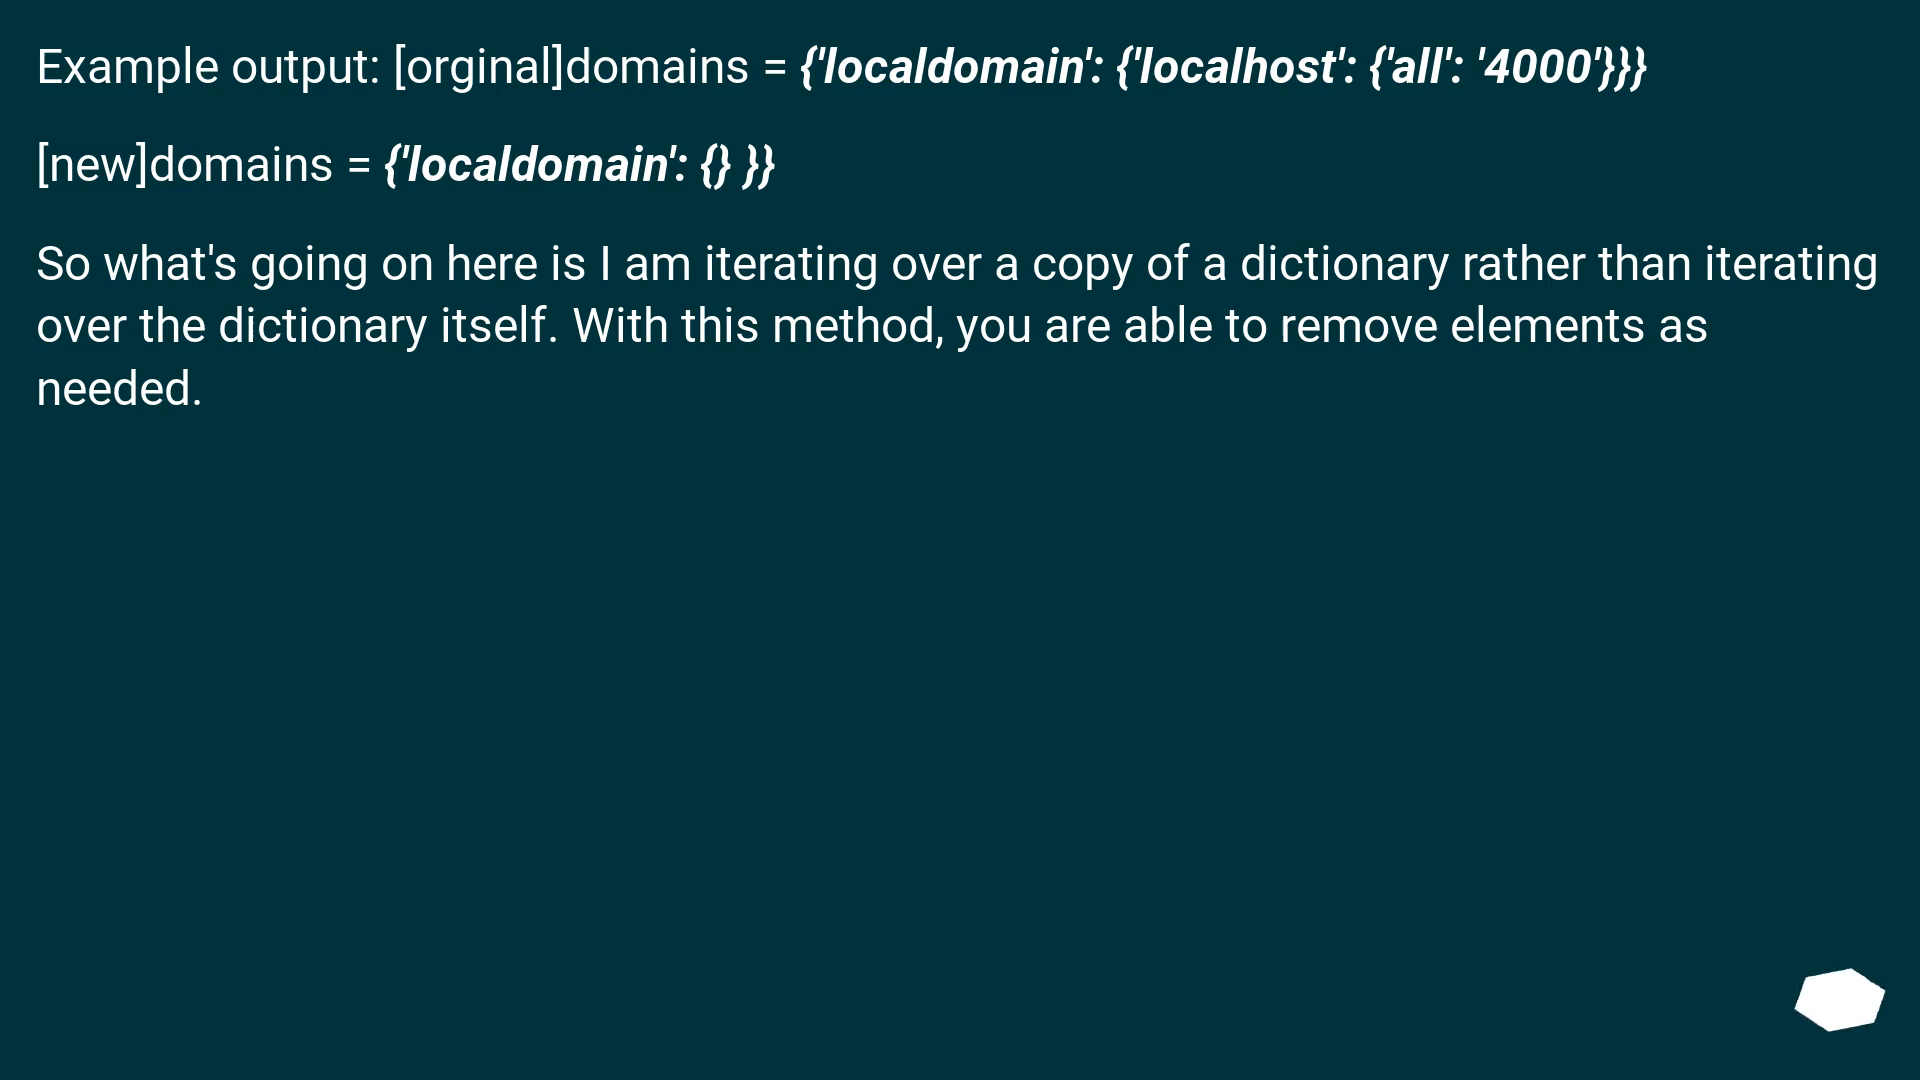 Example output: [orginal]domains = {'localdomain': {'localhost': {'all': '4000'}}}
[new]domains = {'localdomain': {} }}
So what's going on here is I am iterating over a copy of a dictionary rather than iterating
over the dictionary itself. With this method, you are able to remove elements as
needed.